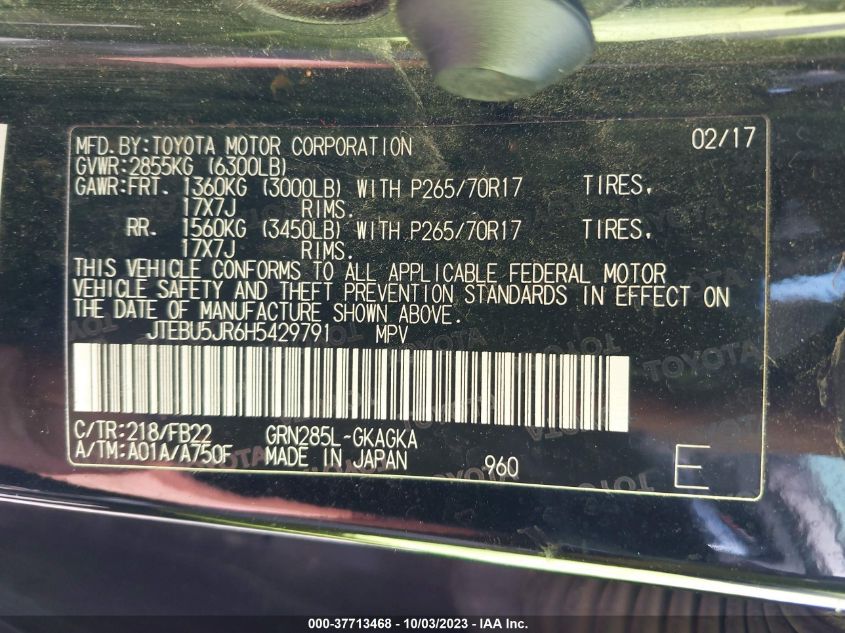 MFD.BY:TOYOTA MOTOR CORPORATION 02/17
GVWR:2855KG (6300LB)
GAWR:FRT. 1360KG (3000LB) WITH P265/70R17 TIRES,
17X7J RIMS.
RR. 1560KG (3450LB) WITH P265/70R17 TIRES,
17X7J RIMS.
THIS VEHICLE CONFORMS TO ALL APPLICABLE FEDERAL MOTOR
VEHICLE SAFETY AND THEFT PREVENTION STANDARDS IN EFFECT ON
THE DATE OF MANUFACTURE SHOWN ABOVE.
JTEBU5JR6H5429791 MPV
C/TR:218/FB22 GRN285L-GKAGKA
A/TM:A01A/A750F MADE IN JAPAN 960 E
000-37713468 - 10/03/2023 - IAA Inc.